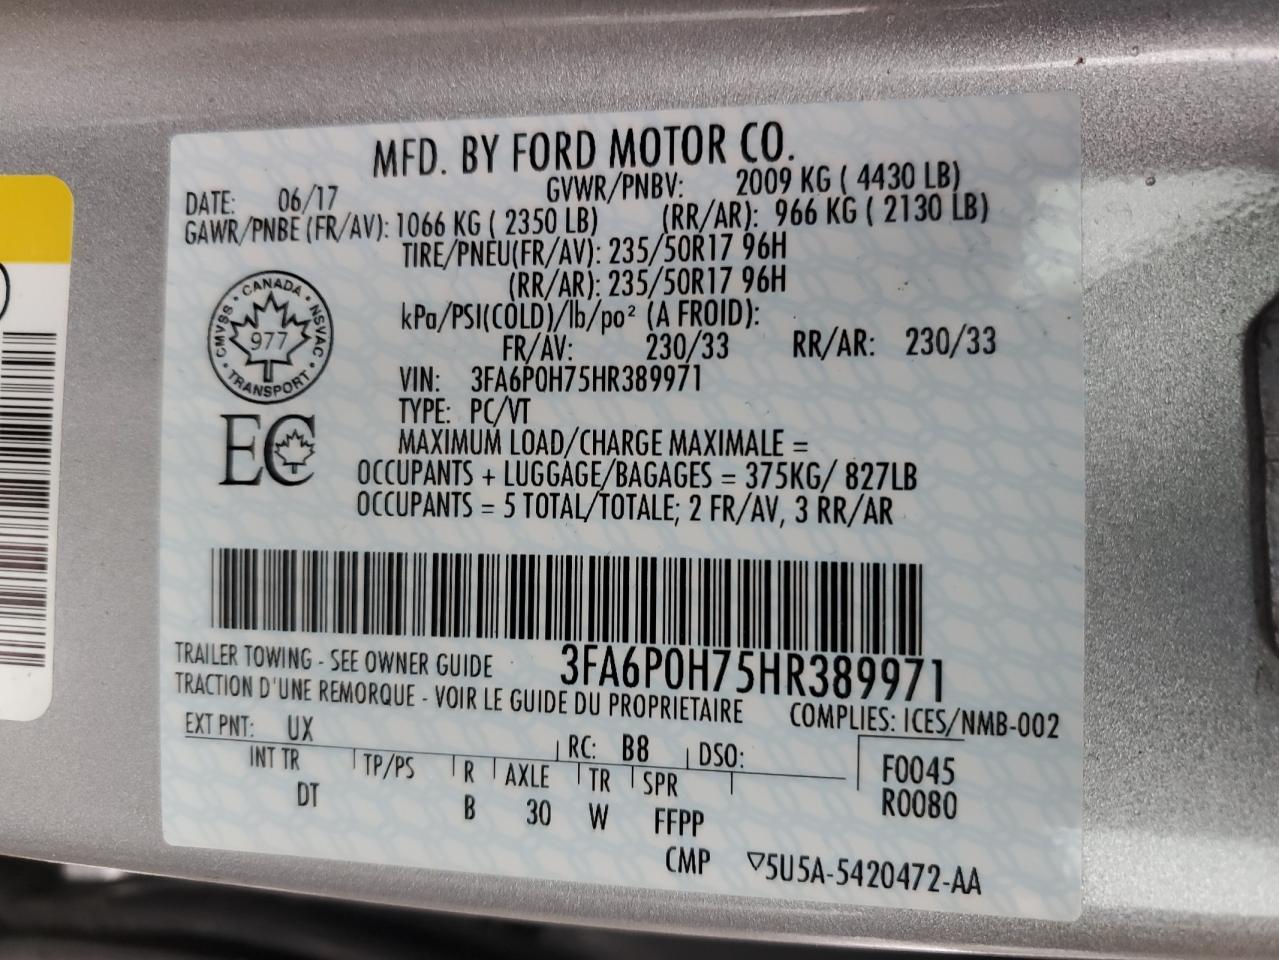 MFD. BY FORD MOTOR CO.
DATE: 06/17 GVWR/PNBV: 2009 KG ( 4430 LB)
GAWR/PNBE (FR/AV): 1066 KG ( 2350 LB) (RR/AR): 966 KG ( 2130 LB)
TIRE/PNEU(FR/AV): 235/50R17 96H
(RR/AR): 235/50R17 96H
kPa/PSI(COLD)/lb/po² (A FROID):
FR/AV: 230/33 RR/AR: 230/33
CMVSS • CANADA • NSVAC • TRANSPORT •
977
VIN: 3FA6P0H75HR389971
TYPE: PC/VT
EC
MAXIMUM LOAD/CHARGE MAXIMALE =
OCCUPANTS + LUGGAGE/BAGAGES = 375KG/ 827LB
OCCUPANTS = 5 TOTAL/TOTALE; 2 FR/AV, 3 RR/AR
TRAILER TOWING - SEE OWNER GUIDE 3FA6P0H75HR389971
TRACTION D'UNE REMORQUE - VOIR LE GUIDE DU PROPRIETAIRE COMPLIES: ICES/NMB-002
EXT PNT: UX RC: B8 DSO:
INT TR TP/PS R AXLE TR SPR F0045
DT B 30 W FFPP R0080
CMP 5U5A-5420472-AA